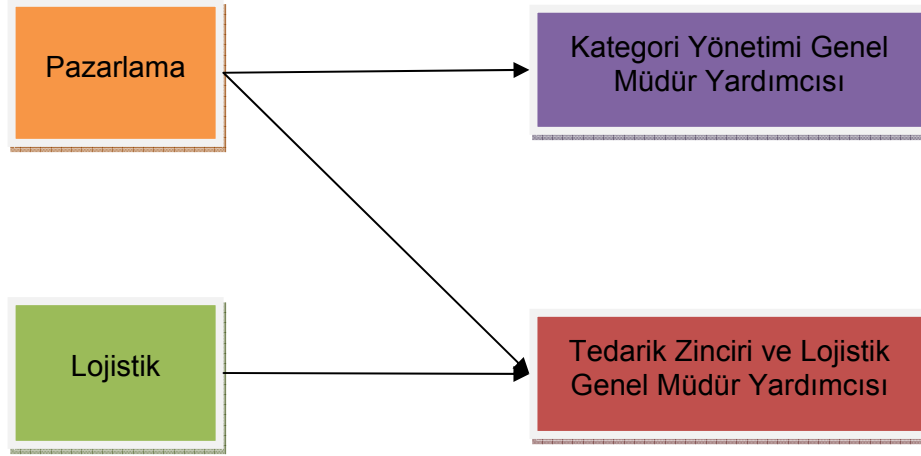 Pazarlama
Kategori Yönetimi Genel
Müdür Yardımcısı
Lojistik
Tedarik Zinciri ve Lojistik
Genel Müdür Yardımcısı